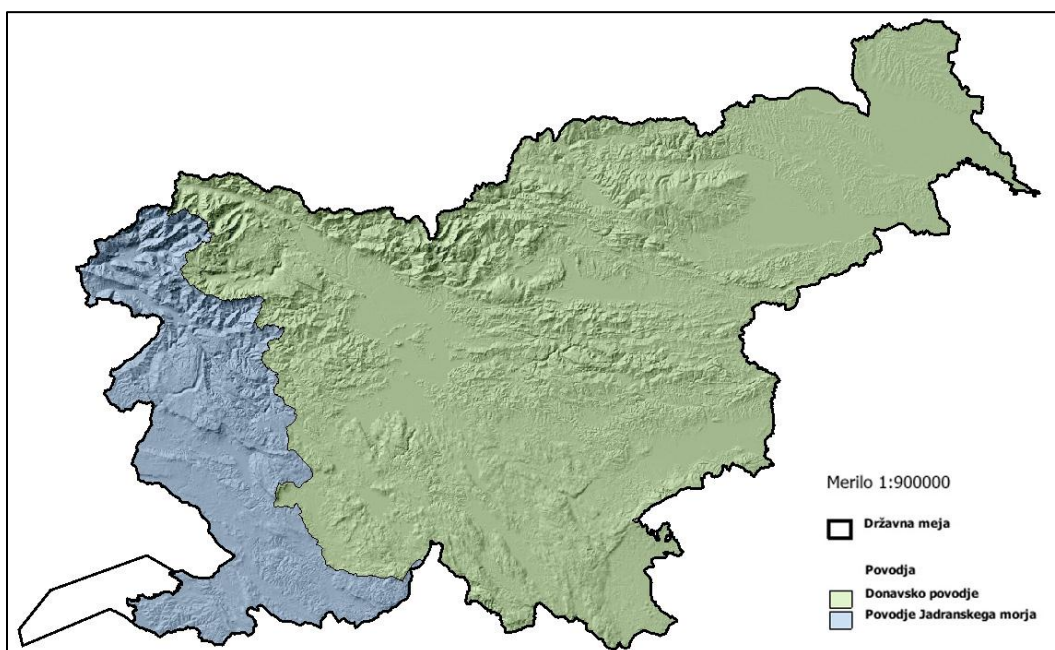 Merilo 1:900000
Državna meja
Povodja
Donavsko povodje
Povodje Jadranskega morja